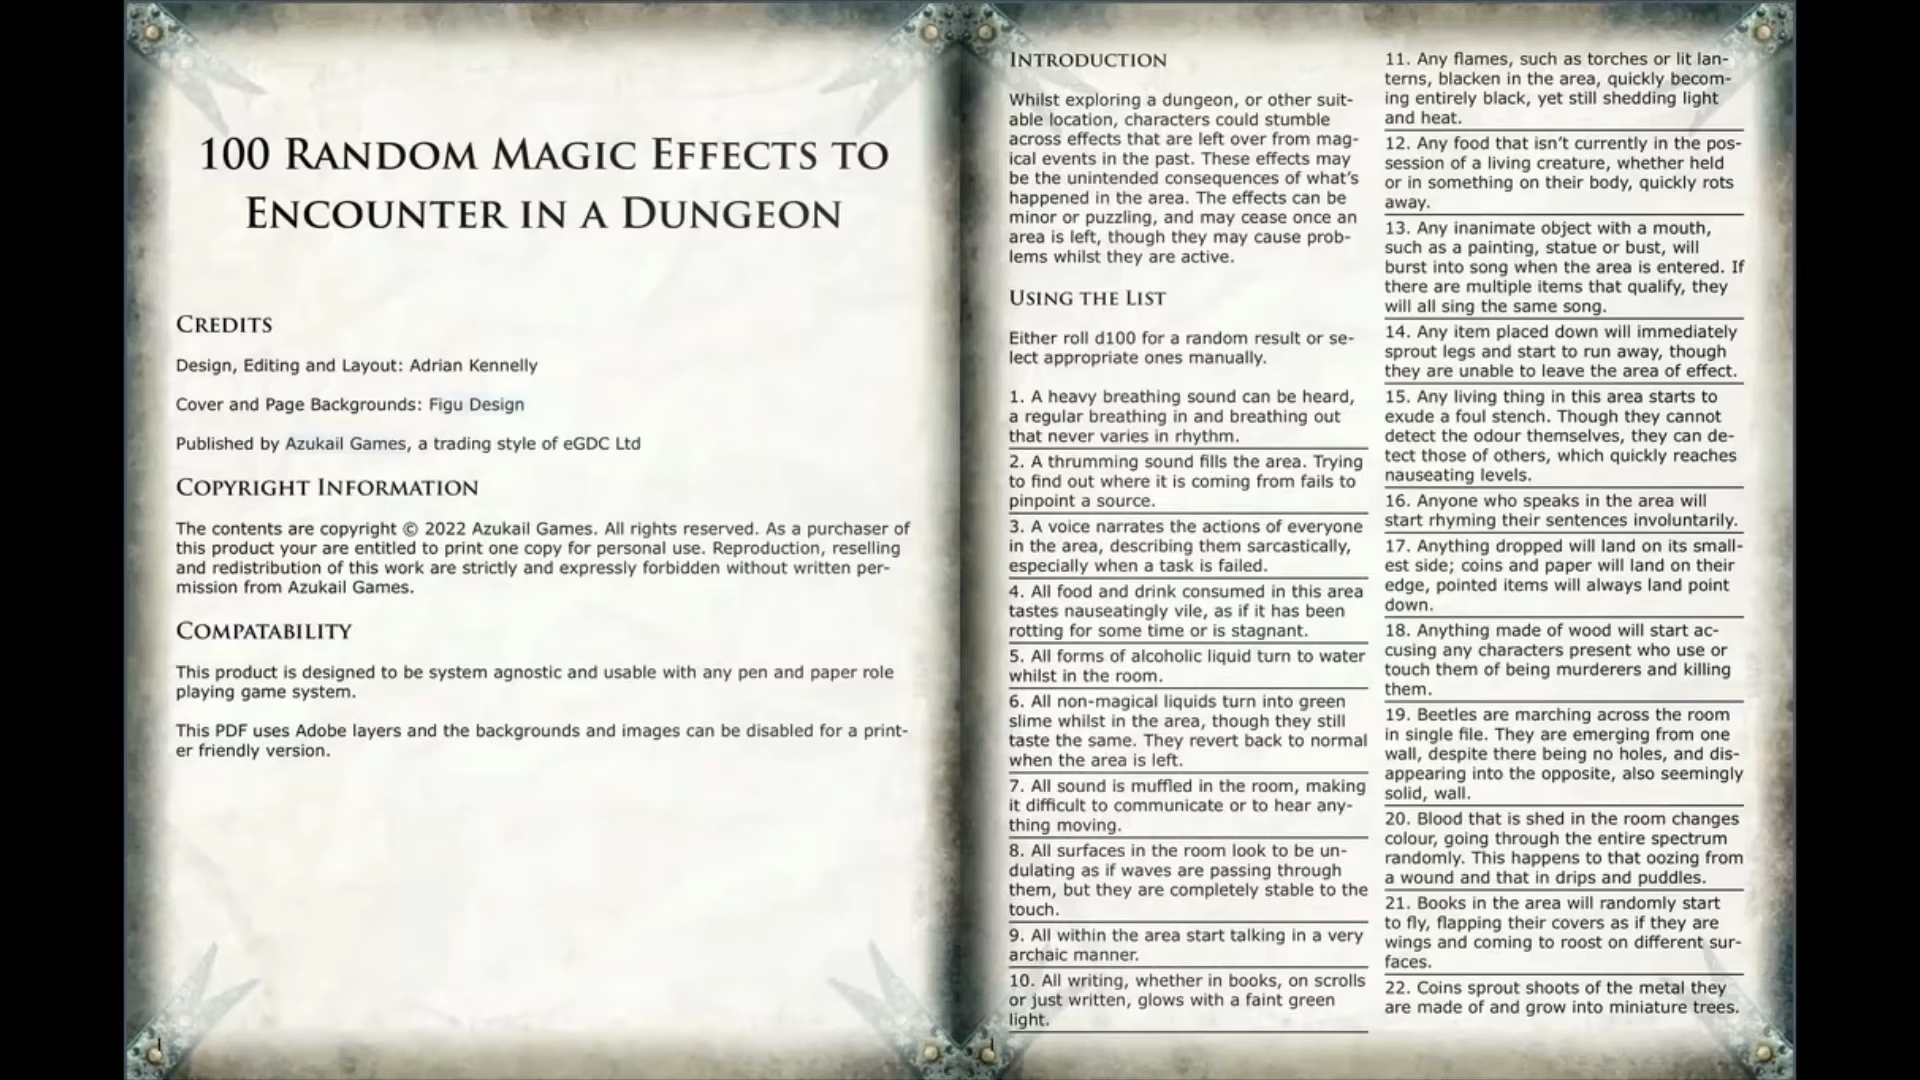 100 Random Magic Effects to
Encounter in a Dungeon
Credits
Design, Editing and Layout: Adrian Kennelly
Cover and Page Backgrounds: Figu Design
Published by Azukail Games, a trading style of eGDC Ltd
Copyright Information
The contents are copyright © 2022 Azukail Games. All rights reserved. As a purchaser of
this product your are entitled to print one copy for personal use. Reproduction, reselling
and redistribution of this work are strictly and expressly forbidden without written per-
mission from Azukail Games.
Compatability
This product is designed to be system agnostic and usable with any pen and paper role
playing game system.
This PDF uses Adobe layers and the backgrounds and images can be disabled for a print-
er friendly version.
Introduction
Whilst exploring a dungeon, or other suit-
able location, characters could stumble
across effects that are left over from mag-
ical events in the past. These effects may
be the unintended consequences of what's
happened in the area. The effects can be
minor or puzzling, and may cease once an
area is left, though they may cause prob-
lems whilst they are active.
Using the List
Either roll d100 for a random result or se-
lect appropriate ones manually.
1. A heavy breathing sound can be heard,
a regular breathing in and breathing out
that never varies in rhythm.
2. A thrumming sound fills the area. Trying
to find out where it is coming from fails to
pinpoint a source.
3. A voice narrates the actions of everyone
in the area, describing them sarcastically,
especially when a task is failed.
4. All food and drink consumed in this area
tastes nauseatingly vile, as if it has been
rotting for some time or is stagnant.
5. All forms of alcoholic liquid turn to water
whilst in the room.
6. All non-magical liquids turn into green
slime whilst in the area, though they still
taste the same. They revert back to normal
when the area is left.
7. All sound is muffled in the room, making
it difficult to communicate or to hear any-
thing moving.
8. All surfaces in the room look to be un-
dulating as if waves are passing through
them, but they are completely stable to the
touch.
9. All within the area start talking in a very
archaic manner.
10. All writing, whether in books, on scrolls
or just written, glows with a faint green
light.
11. Any flames, such as torches or lit lan-
terns, blacken in the area, quickly becom-
ing entirely black, yet still shedding light
and heat.
12. Any food that isn't currently in the pos-
session of a living creature, whether held
or in something on their body, quickly rots
away.
13. Any inanimate object with a mouth,
such as a painting, statue or bust, will
burst into song when the area is entered. If
there are multiple items that qualify, they
will all sing the same song.
14. Any item placed down will immediately
sprout legs and start to run away, though
they are unable to leave the area of effect.
15. Any living thing in this area starts to
exude a foul stench. Though they cannot
detect the odour themselves, they can de-
tect those of others, which quickly reaches
nauseating levels.
16. Anyone who speaks in the area will
start rhyming their sentences involuntarily.
17. Anything dropped will land on its small-
est side; coins and paper will land on their
edge, pointed items will always land point
down.
18. Anything made of wood will start ac-
cusing any characters present who use or
touch them of being murderers and killing
them.
19. Beetles are marching across the room
in single file. They are emerging from one
wall, despite there being no holes, and dis-
appearing into the opposite, also seemingly
solid, wall.
20. Blood that is shed in the room changes
colour, going through the entire spectrum
randomly. This happens to that oozing from
a wound and that in drips and puddles.
21. Books in the area will randomly start
to fly, flapping their covers as if they are
wings and coming to roost on different sur-
faces.
22. Coins sprout shoots of the metal they
are made of and grow into miniature trees.